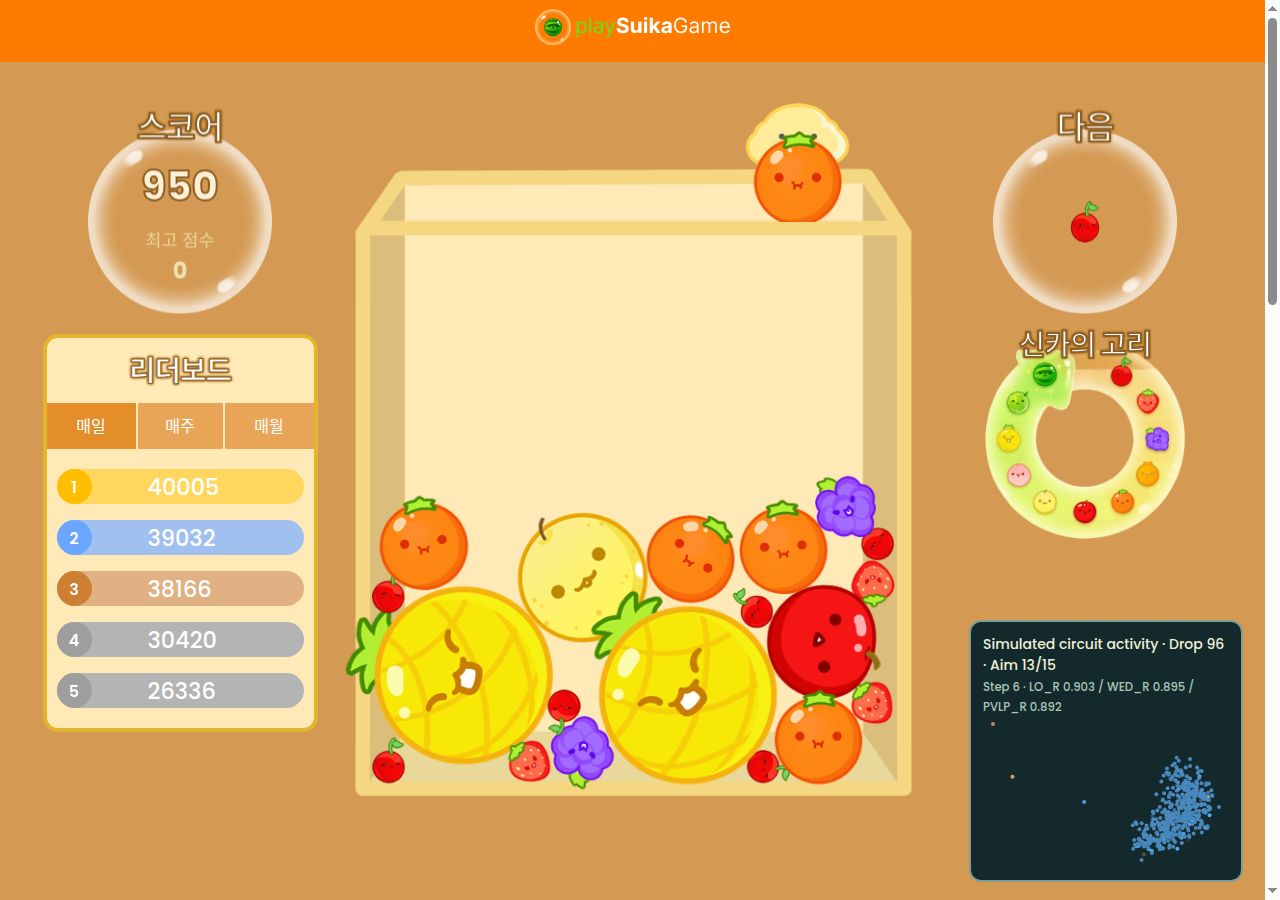 playSuikaGame
스코어
950
최고 점수
0
다음
신카의 고리
리더보드
매일 매주 매월
1 40005
2 39032
3 38166
4 30420
5 26336
Simulated circuit activity · Drop 96
· Aim 13/15
Step 6 · LO_R 0.903 / WED_R 0.895 /
PVLP_R 0.892